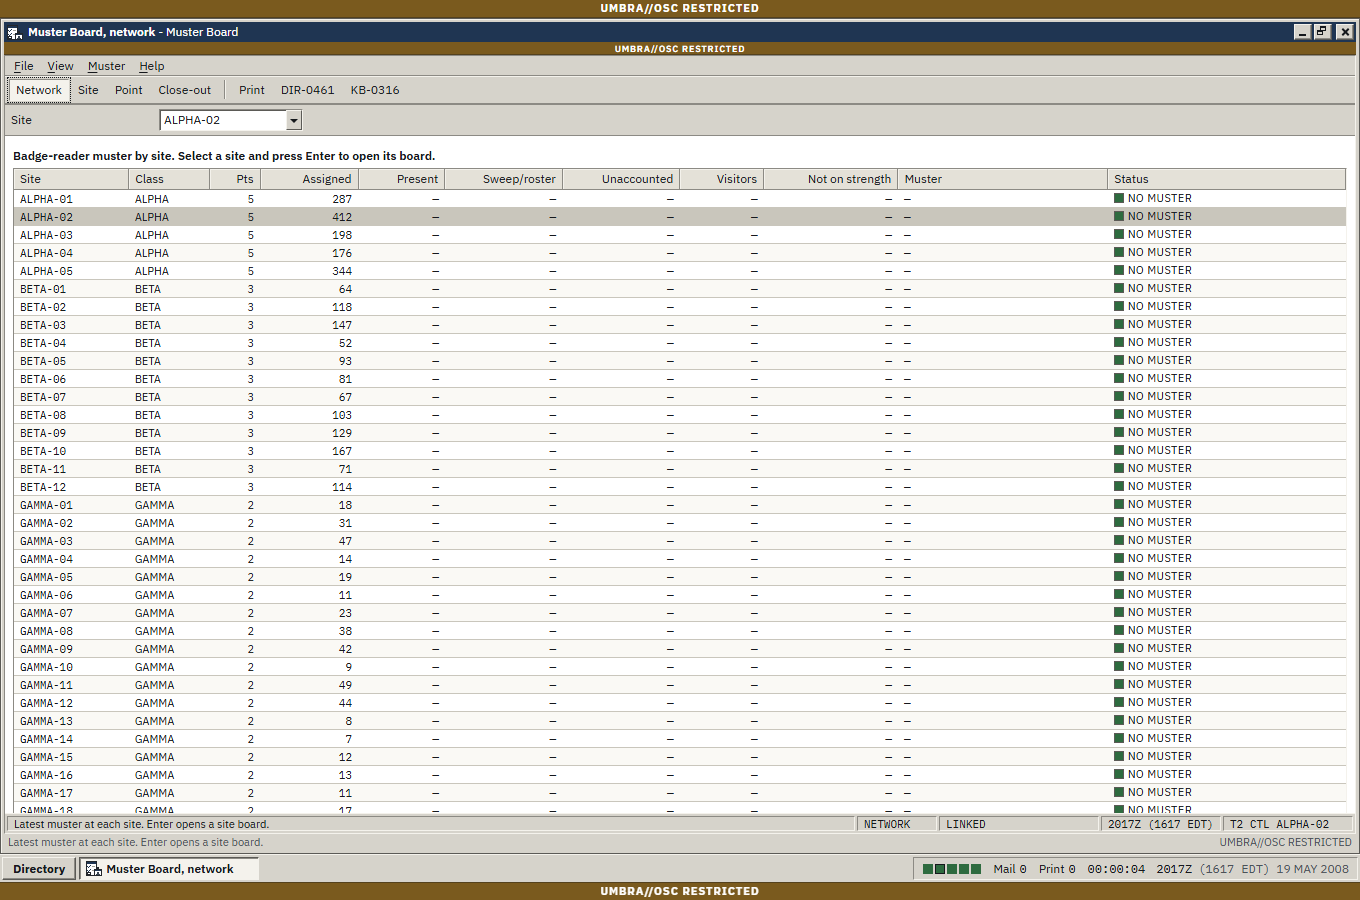 UMBRA//OSC RESTRICTED
Muster Board, network - Muster Board
UMBRA//OSC RESTRICTED
File View Muster Help
Network Site Point Close-out Print DIR-0461 KB-0316
Site ALPHA-02
Badge-reader muster by site. Select a site and press Enter to open its board.
Site Class Pts Assigned Present Sweep/roster Unaccounted Visitors Not on strength Muster Status
ALPHA-01 ALPHA 5 287 — — — — — — NO MUSTER
ALPHA-02 ALPHA 5 412 — — — — — — NO MUSTER
ALPHA-03 ALPHA 5 198 — — — — — — NO MUSTER
ALPHA-04 ALPHA 5 176 — — — — — — NO MUSTER
ALPHA-05 ALPHA 5 344 — — — — — — NO MUSTER
BETA-01 BETA 3 64 — — — — — — NO MUSTER
BETA-02 BETA 3 118 — — — — — — NO MUSTER
BETA-03 BETA 3 147 — — — — — — NO MUSTER
BETA-04 BETA 3 52 — — — — — — NO MUSTER
BETA-05 BETA 3 93 — — — — — — NO MUSTER
BETA-06 BETA 3 81 — — — — — — NO MUSTER
BETA-07 BETA 3 67 — — — — — — NO MUSTER
BETA-08 BETA 3 103 — — — — — — NO MUSTER
BETA-09 BETA 3 129 — — — — — — NO MUSTER
BETA-10 BETA 3 167 — — — — — — NO MUSTER
BETA-11 BETA 3 71 — — — — — — NO MUSTER
BETA-12 BETA 3 114 — — — — — — NO MUSTER
GAMMA-01 GAMMA 2 18 — — — — — — NO MUSTER
GAMMA-02 GAMMA 2 31 — — — — — — NO MUSTER
GAMMA-03 GAMMA 2 47 — — — — — — NO MUSTER
GAMMA-04 GAMMA 2 14 — — — — — — NO MUSTER
GAMMA-05 GAMMA 2 19 — — — — — — NO MUSTER
GAMMA-06 GAMMA 2 11 — — — — — — NO MUSTER
GAMMA-07 GAMMA 2 23 — — — — — — NO MUSTER
GAMMA-08 GAMMA 2 38 — — — — — — NO MUSTER
GAMMA-09 GAMMA 2 42 — — — — — — NO MUSTER
GAMMA-10 GAMMA 2 9 — — — — — — NO MUSTER
GAMMA-11 GAMMA 2 49 — — — — — — NO MUSTER
GAMMA-12 GAMMA 2 44 — — — — — — NO MUSTER
GAMMA-13 GAMMA 2 8 — — — — — — NO MUSTER
GAMMA-14 GAMMA 2 7 — — — — — — NO MUSTER
GAMMA-15 GAMMA 2 12 — — — — — — NO MUSTER
GAMMA-16 GAMMA 2 13 — — — — — — NO MUSTER
GAMMA-17 GAMMA 2 11 — — — — — — NO MUSTER
GAMMA-18 GAMMA 2 17 — — — — — — NO MUSTER
Latest muster at each site. Enter opens a site board. NETWORK LINKED 2017Z (1617 EDT) T2 CTL ALPHA-02
Latest muster at each site. Enter opens a site board. UMBRA//OSC RESTRICTED
Directory Muster Board, network Mail 0 Print 0 00:00:04 2017Z (1617 EDT) 19 MAY 2008
UMBRA//OSC RESTRICTED